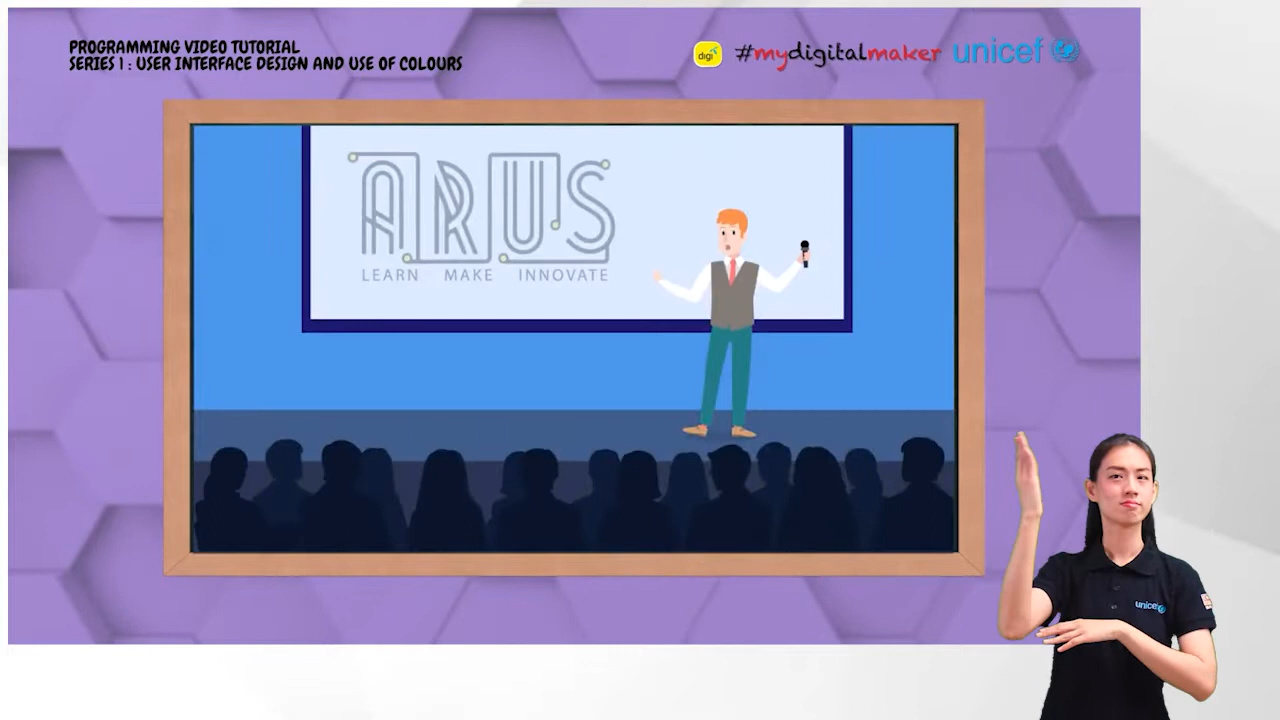 PROGRAMMING VIDEO TUTORIAL
SERIES 1 : USER INTERFACE DESIGN AND USE OF COLOURS
digi
#mydigitalmaker
unicef
ARUS
LEARN MAKE INNOVATE
unicef